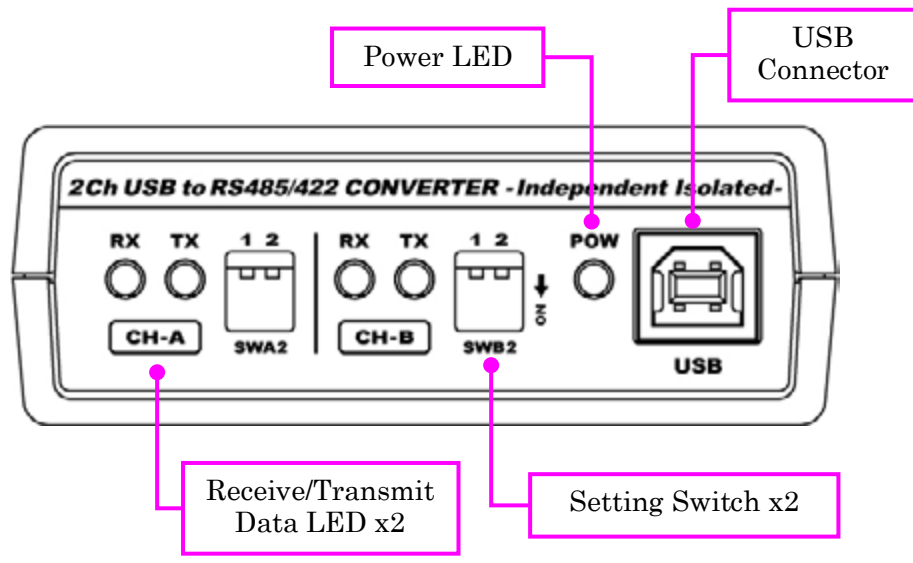 Power LED
USB
Connector
2Ch USB to RS485/422 CONVERTER -Independent Isolated-
RX TX 1 2 RX TX 1 2 POW
ON
CH-A SWA2 CH-B SWB2
USB
Receive/Transmit
Data LED x2
Setting Switch x2